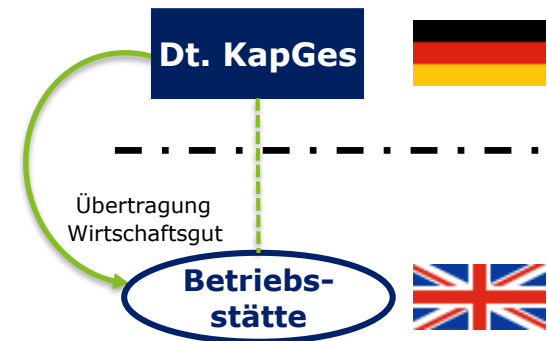 Dt. KapGes
Übertragung
Wirtschaftsgut
Betriebs-
stätte